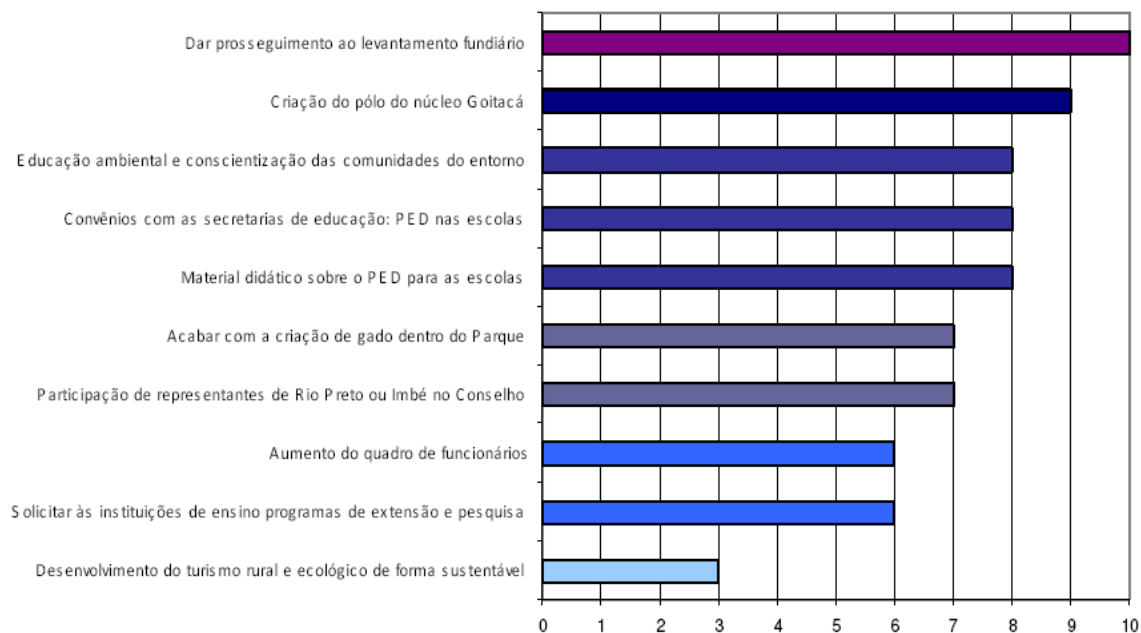 Dar prosseguimento ao levantamento fundiário
Criação do pólo do núcleo Goitacá
Educação ambiental e conscientização das comunidades do entorno
Convênios com as secretarias de educação: PED nas escolas
Material didático sobre o PED para as escolas
Acabar com a criação de gado dentro do Parque
Participação de representantes de Rio Preto ou Imbé no Conselho
Aumento do quadro de funcionários
Solicitar às instituições de ensino programas de extensão e pesquisa
Desenvolvimento do turismo rural e ecológico de forma sustentável
0 1 2 3 4 5 6 7 8 9 10